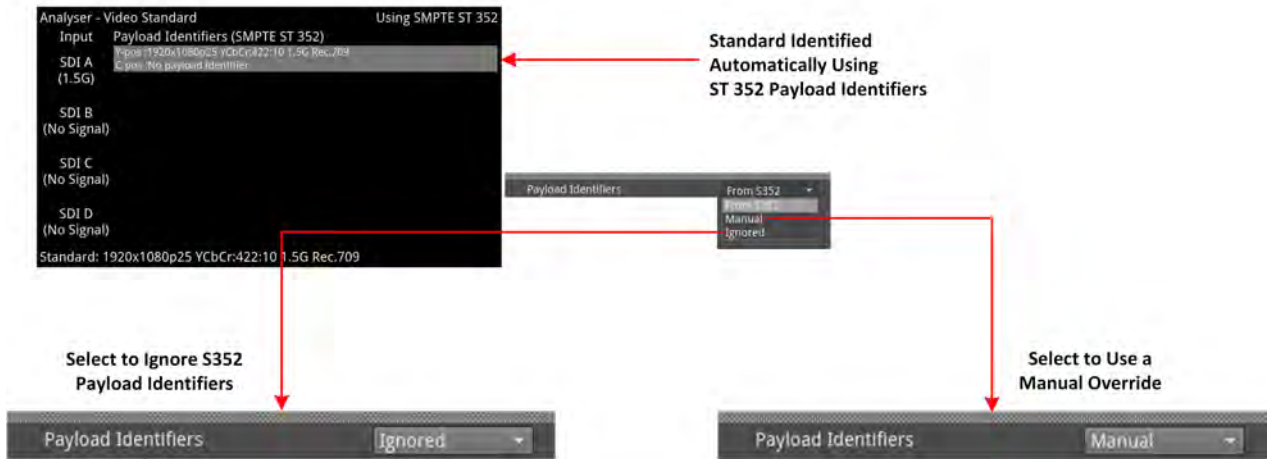 Analyser - Video Standard Using SMPTE ST 352
Input Payload Identifiers (SMPTE ST 352)
SDI A
(1.5G)
Y-pos :1920x1080p25 YCbCr:422:10 1.5G Rec.709
C-pos :No payload identifier
SDI B
(No Signal)
SDI C
(No Signal)
SDI D
(No Signal)
Standard: 1920x1080p25 YCbCr:422:10 1.5G Rec.709
Standard Identified
Automatically Using
ST 352 Payload Identifiers
Payload Identifiers From S352
From S352
Manual
Ignored
Select to Ignore S352
Payload Identifiers
Payload Identifiers Ignored
Select to Use a
Manual Override
Payload Identifiers Manual